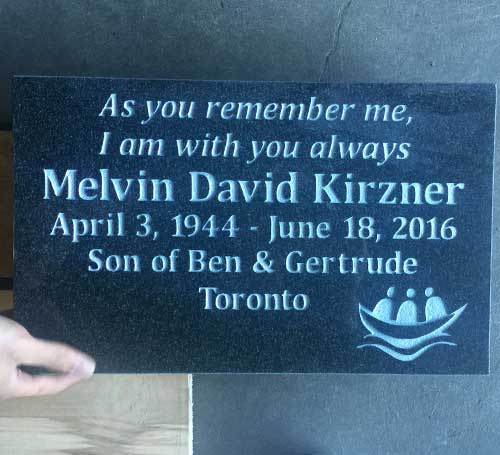 As you remember me,
I am with you always
Melvin David Kirzner
April 3, 1944 - June 18, 2016
Son of Ben & Gertrude
Toronto